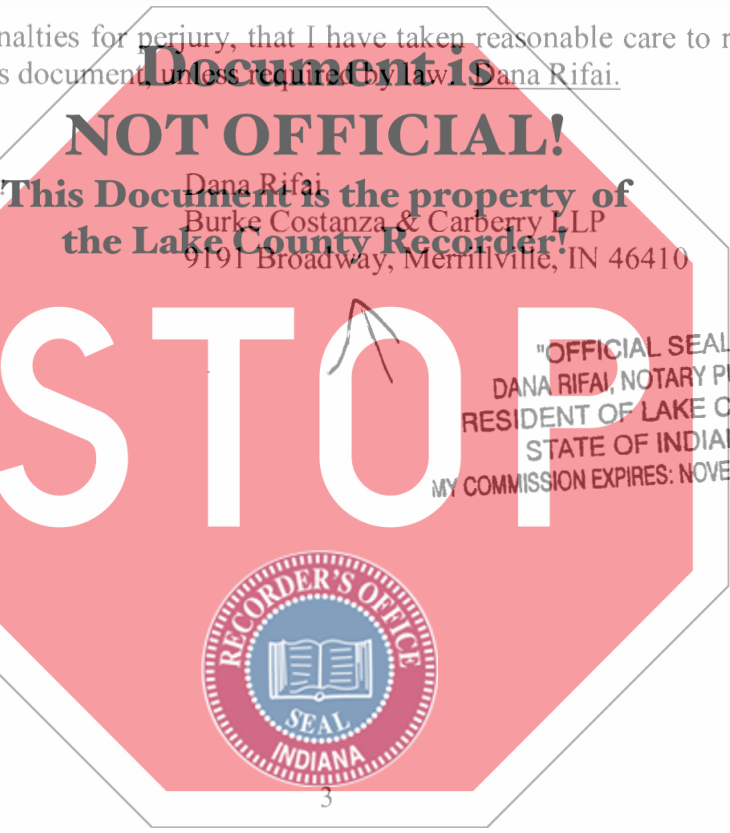 nalties for perjury, that I have taken reasonable care to r
s document, unless required by law. Dana Rifai.
Document is
NOT OFFICIAL!
This Document is the property of
the Lake County Recorder!
Dana Rifai
Burke Costanza & Carberry LLP
9191 Broadway, Merrillville, IN 46410
STOP
"OFFICIAL SEAL
DANA RIFAI, NOTARY P
RESIDENT OF LAKE C
STATE OF INDIA
MY COMMISSION EXPIRES: NOVE
RECORDER'S OFFICE
SEAL
INDIANA
3